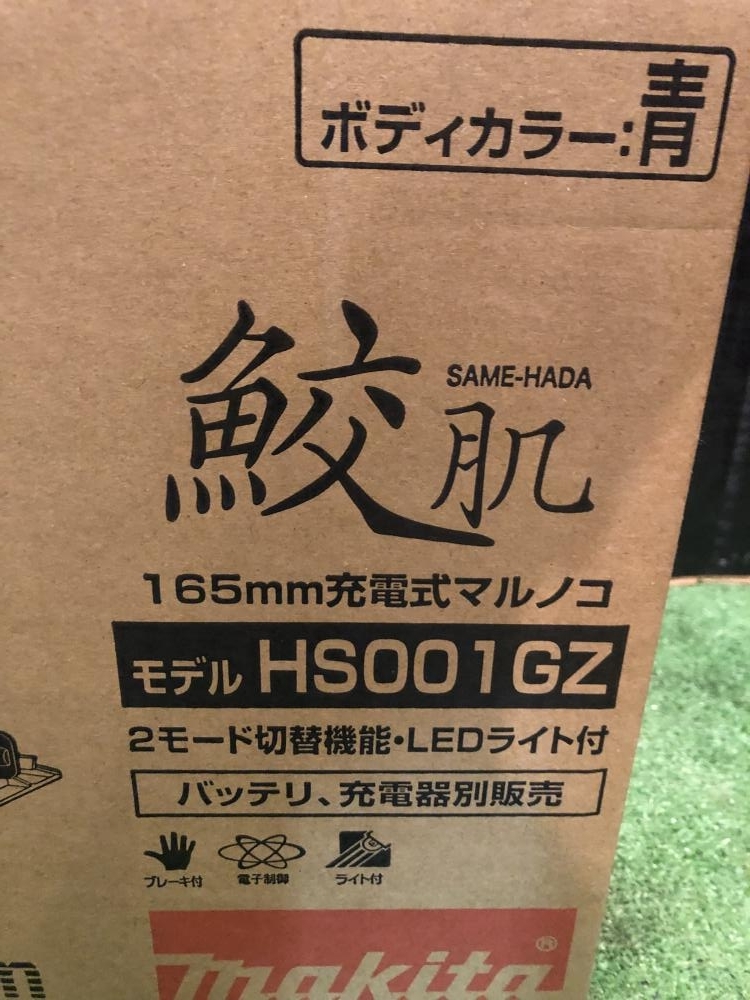 ボディカラー:青
鮫肌
SAME-HADA
165mm充電式マルノコ
モデル HS001GZ
2モード切替機能・LEDライト付
バッテリ、充電器別販売
ブレーキ付 電子制御 ライト付
makita®
m